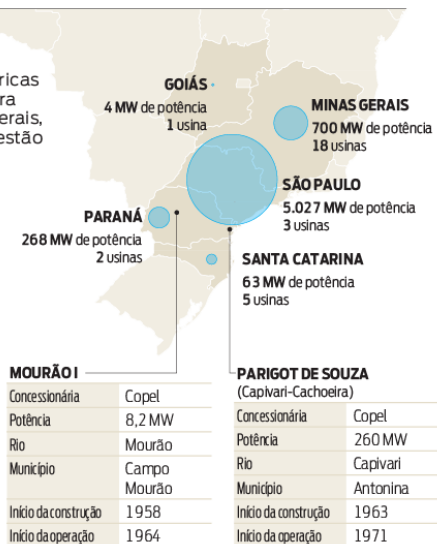 ricas
ra
erais,
estão
GOIÁS
4 MW de potência
1 usina
MINAS GERAIS
700 MW de potência
18 usinas
SÃO PAULO
5.027 MW de potência
3 usinas
PARANÁ
268 MW de potência
2 usinas
SANTA CATARINA
63 MW de potência
5 usinas
MOURÃO I
Concessionária Copel
Potência 8,2 MW
Rio Mourão
Município Campo
Mourão
Início da construção 1958
Início da operação 1964
PARIGOT DE SOUZA
(Capivari-Cachoeira)
Concessionária Copel
Potência 260 MW
Rio Capivari
Município Antonina
Início da construção 1963
Início da operação 1971